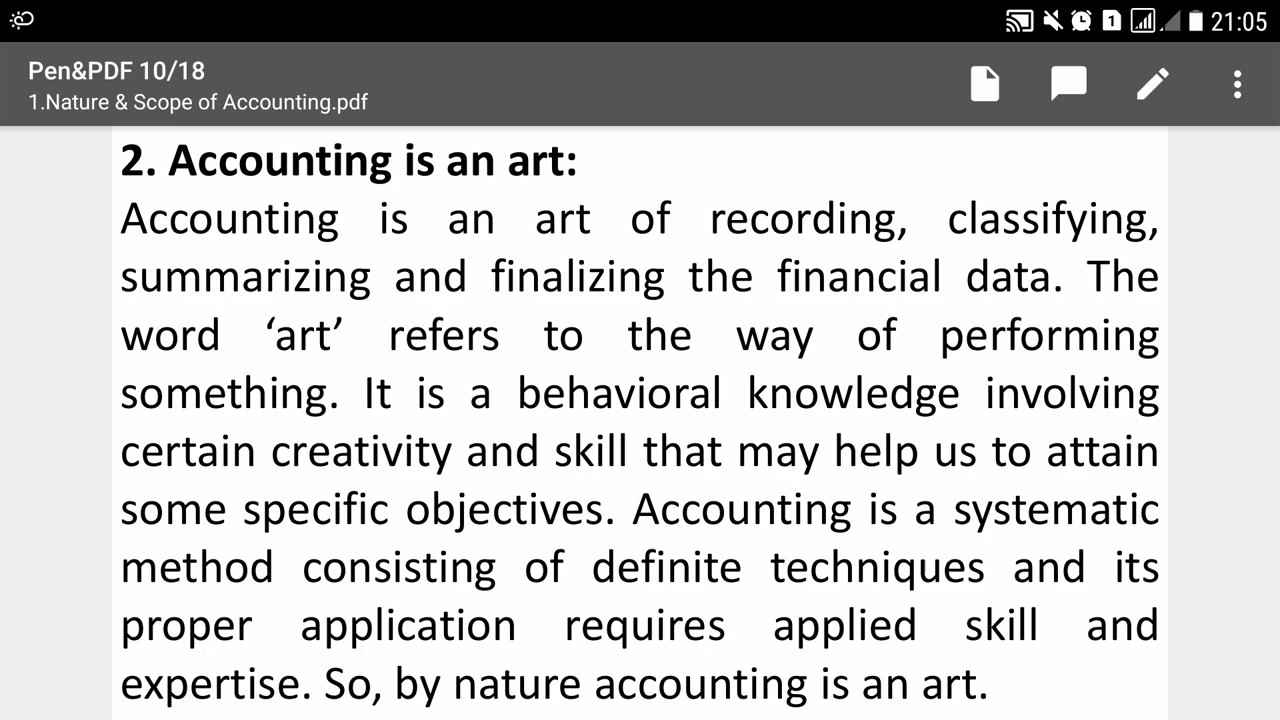 1 21:05
Pen&PDF 10/18
1.Nature & Scope of Accounting.pdf
2. Accounting is an art:
Accounting is an art of recording, classifying,
summarizing and finalizing the financial data. The
word ‘art’ refers to the way of performing
something. It is a behavioral knowledge involving
certain creativity and skill that may help us to attain
some specific objectives. Accounting is a systematic
method consisting of definite techniques and its
proper application requires applied skill and
expertise. So, by nature accounting is an art.